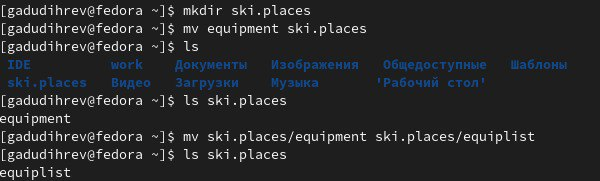 [gadudihrev@fedora ~]$ mkdir ski.places
[gadudihrev@fedora ~]$ mv equipment ski.places
[gadudihrev@fedora ~]$ ls
IDE work Документы Изображения Общедоступные Шаблоны
ski.places Видео Загрузки Музыка 'Рабочий стол'
[gadudihrev@fedora ~]$ ls ski.places
equipment
[gadudihrev@fedora ~]$ mv ski.places/equipment ski.places/equiplist
[gadudihrev@fedora ~]$ ls ski.places
equiplist